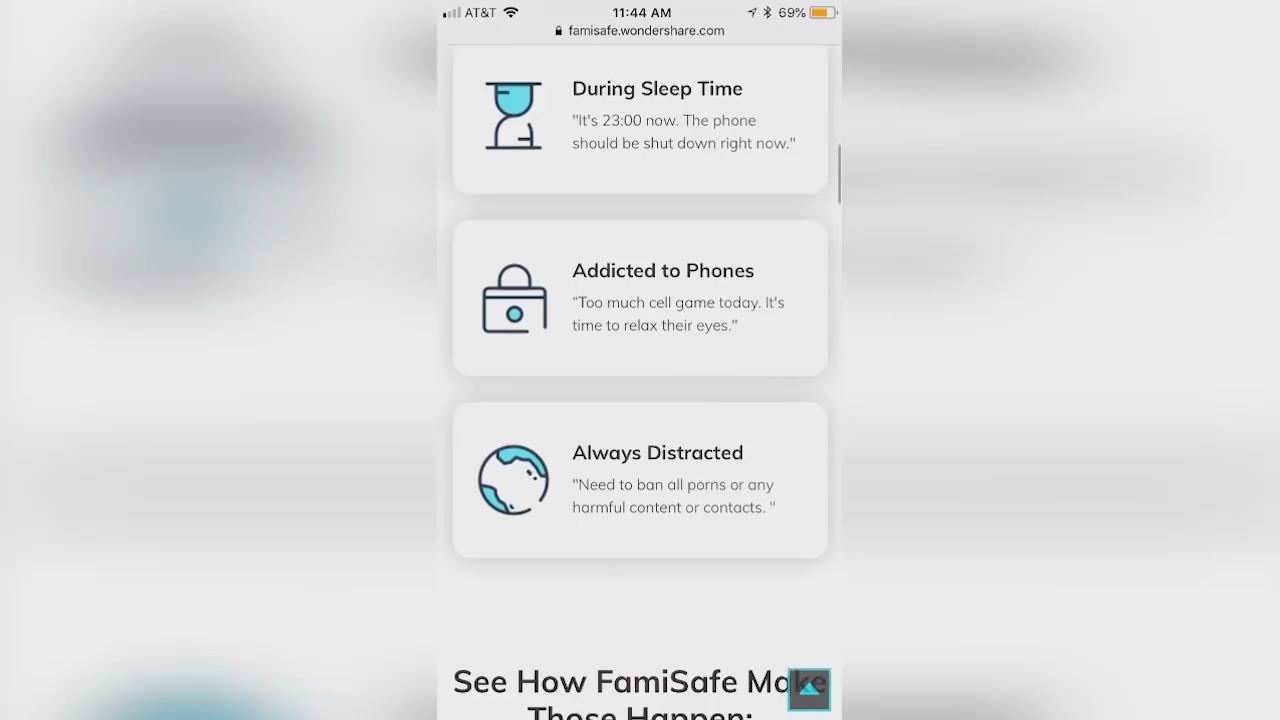 AT&T 11:44 AM 69%
famisafe.wondershare.com
During Sleep Time
"It's 23:00 now. The phone
should be shut down right now."
Addicted to Phones
“Too much cell game today. It's
time to relax their eyes."
Always Distracted
"Need to ban all porns or any
harmful content or contacts. "
See How FamiSafe Make
Those Happen: